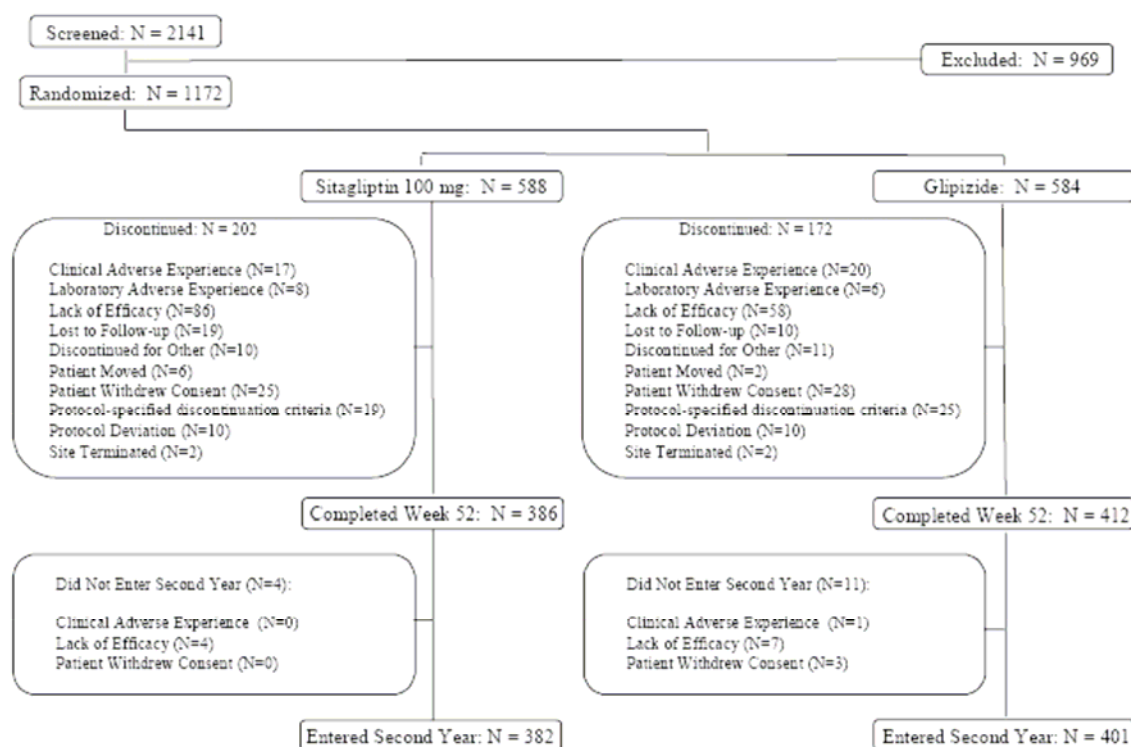 Screened: N = 2141
Excluded: N = 969
Randomized: N = 1172
Sitagliptin 100 mg: N = 588
Glipizide: N = 584
Discontinued: N = 202
Clinical Adverse Experience (N=17)
Laboratory Adverse Experience (N=8)
Lack of Efficacy (N=86)
Lost to Follow-up (N=19)
Discontinued for Other (N=10)
Patient Moved (N=6)
Patient Withdrew Consent (N=25)
Protocol-specified discontinuation criteria (N=19)
Protocol Deviation (N=10)
Site Terminated (N=2)
Discontinued: N = 172
Clinical Adverse Experience (N=20)
Laboratory Adverse Experience (N=6)
Lack of Efficacy (N=58)
Lost to Follow-up (N=10)
Discontinued for Other (N=11)
Patient Moved (N=2)
Patient Withdrew Consent (N=28)
Protocol-specified discontinuation criteria (N=25)
Protocol Deviation (N=10)
Site Terminated (N=2)
Completed Week 52: N = 386
Completed Week 52: N = 412
Did Not Enter Second Year (N=4):
Clinical Adverse Experience (N=0)
Lack of Efficacy (N=4)
Patient Withdrew Consent (N=0)
Did Not Enter Second Year (N=11):
Clinical Adverse Experience (N=1)
Lack of Efficacy (N=7)
Patient Withdrew Consent (N=3)
Entered Second Year: N = 382
Entered Second Year: N = 401